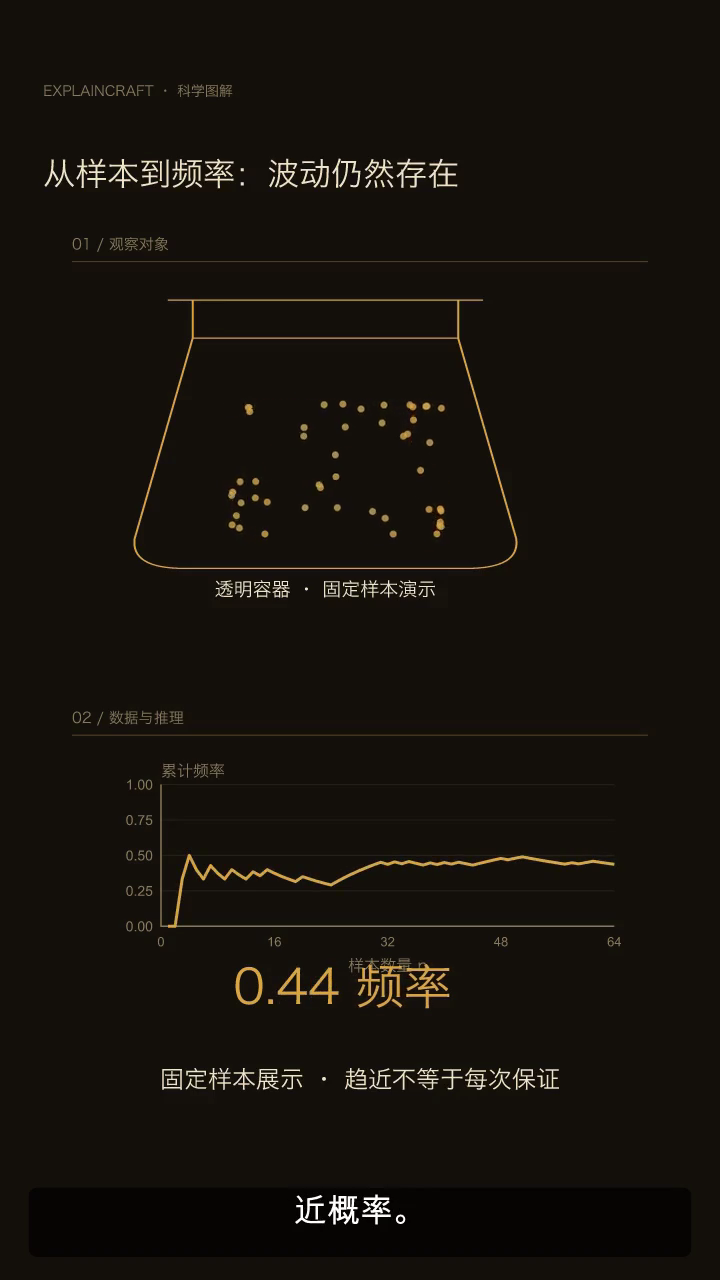 EXPLAINCRAFT · 科学图解
从样本到频率：波动仍然存在
01 / 观察对象
透明容器 · 固定样本演示
02 / 数据与推理
累计频率
1.00
0.75
0.50
0.25
0.00
0 16 32 48 64
样本数量 n
0.44 频率
固定样本展示 · 趋近不等于每次保证
近概率。